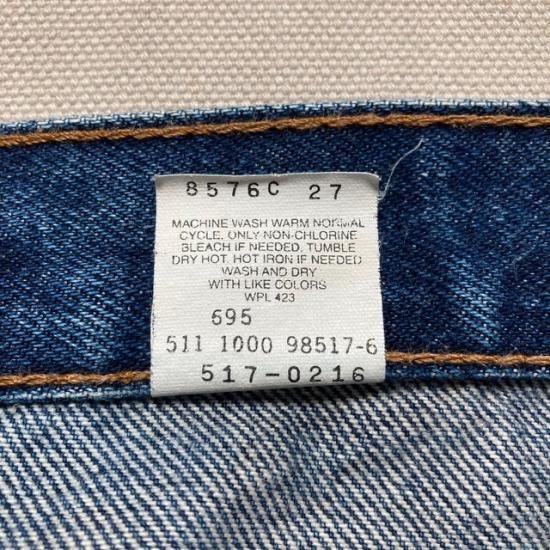 8576C 27
MACHINE WASH WARM NORMAL
CYCLE. ONLY NON-CHLORINE
BLEACH IF NEEDED. TUMBLE
DRY HOT. HOT IRON IF NEEDED
WASH AND DRY
WITH LIKE COLORS
WPL 423
695
511 1000 98517-6
517-0216